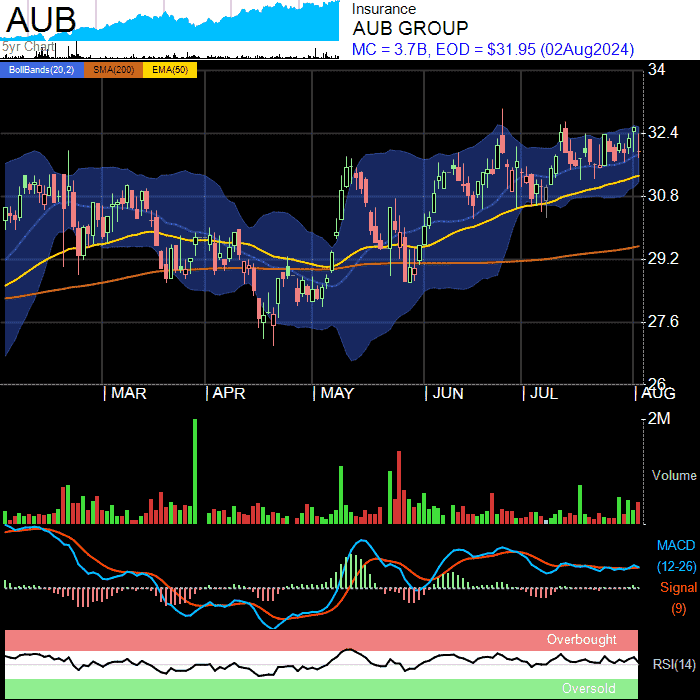 AUB
5yr Chart
Insurance
AUB GROUP
MC = 3.7B, EOD = $31.95 (02Aug2024)
BollBands(20,2) SMA(200) EMA(50)
34
32.4
30.8
29.2
27.6
26
MAR APR MAY JUN JUL AUG
2M
Volume
MACD
(12-26)
Signal
(9)
Overbought
RSI(14)
Oversold